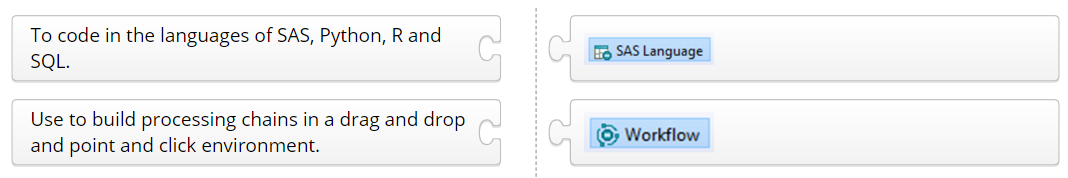 To code in the languages of SAS, Python, R and
SQL.
SAS Language
Use to build processing chains in a drag and drop
and point and click environment.
Workflow